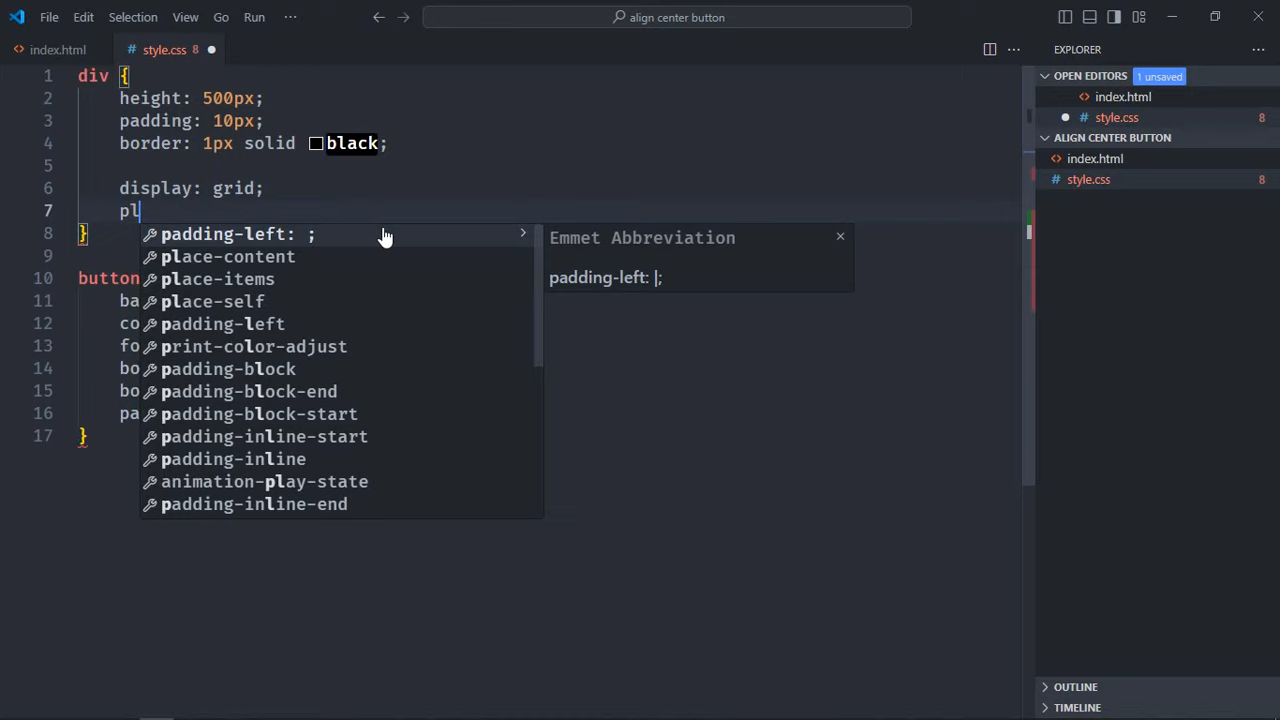 File Edit Selection View Go Run ··· align center button
index.html style.css 8
EXPLORER
1 div {
2 height: 500px;
3 padding: 10px;
4 border: 1px solid black;
5
6 display: grid;
7 pl
8 }
9
10 button
11 ba
12 co
13 fo
14 bo
15 bo
16 pa
17 }
padding-left: ;
place-content
place-items
place-self
padding-left
print-color-adjust
padding-block
padding-block-end
padding-block-start
padding-inline-start
padding-inline
animation-play-state
padding-inline-end
Emmet Abbreviation
padding-left: |;
OPEN EDITORS 1 unsaved
index.html
style.css 8
ALIGN CENTER BUTTON
index.html
style.css 8
OUTLINE
TIMELINE